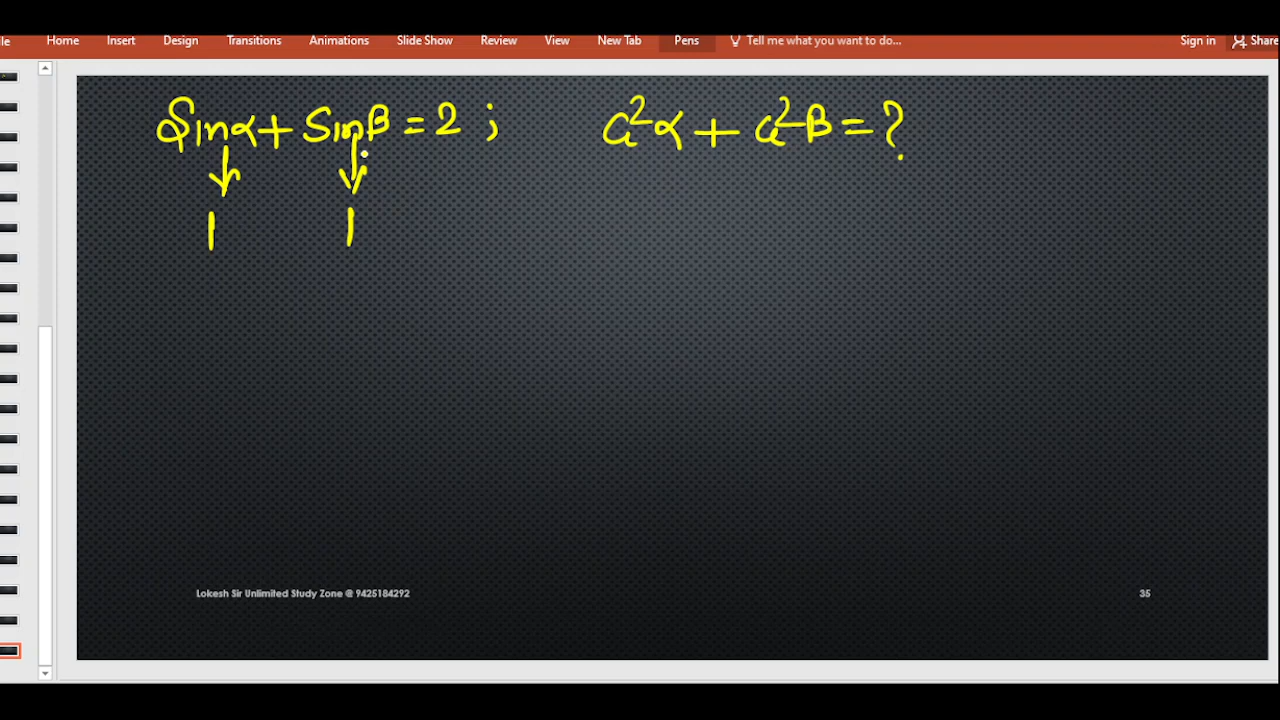 le Home Insert Design Transitions Animations Slide Show Review View New Tab Pens Tell me what you want to do... Sign in Share
Sinα + Sinβ = 2 ; c²α + c²β = ?
1 1
Lokesh Sir Unlimited Study Zone @ 9425184292 35